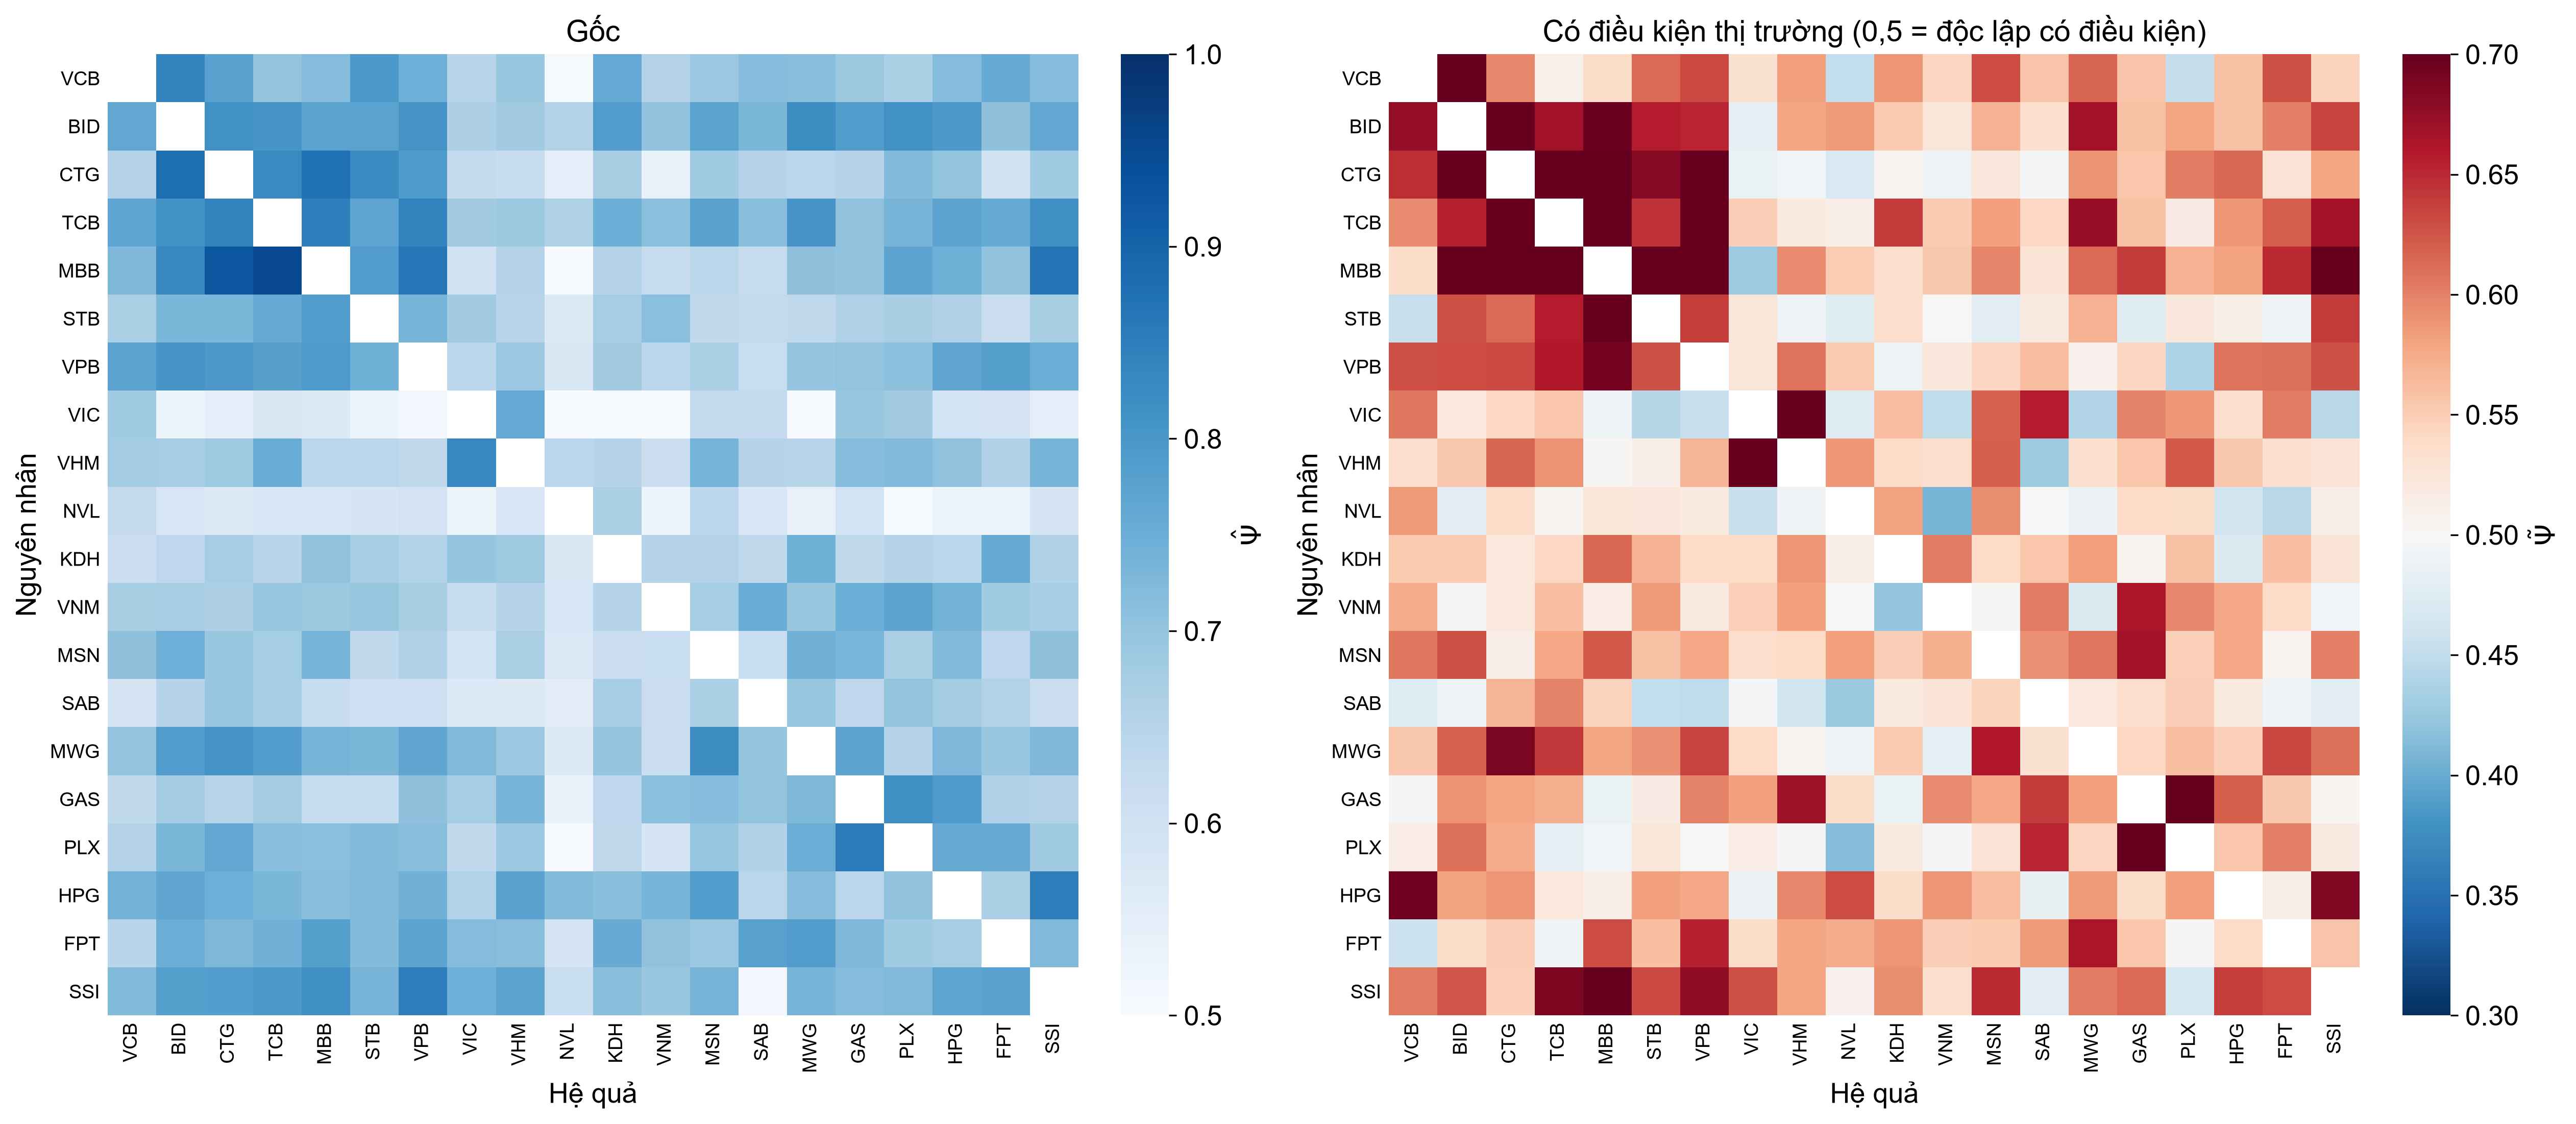 Gốc
Nguyên nhân
VCB
BID
CTG
TCB
MBB
STB
VPB
VIC
VHM
NVL
KDH
VNM
MSN
SAB
MWG
GAS
PLX
HPG
FPT
SSI
VCB BID CTG TCB MBB STB VPB VIC VHM NVL KDH VNM MSN SAB MWG GAS PLX HPG FPT SSI
Hệ quả
1.0
0.9
0.8
0.7
0.6
0.5
Ψ̂
Có điều kiện thị trường (0,5 = độc lập có điều kiện)
Nguyên nhân
VCB
BID
CTG
TCB
MBB
STB
VPB
VIC
VHM
NVL
KDH
VNM
MSN
SAB
MWG
GAS
PLX
HPG
FPT
SSI
VCB BID CTG TCB MBB STB VPB VIC VHM NVL KDH VNM MSN SAB MWG GAS PLX HPG FPT SSI
Hệ quả
0.70
0.65
0.60
0.55
0.50
0.45
0.40
0.35
0.30
Ψ̃